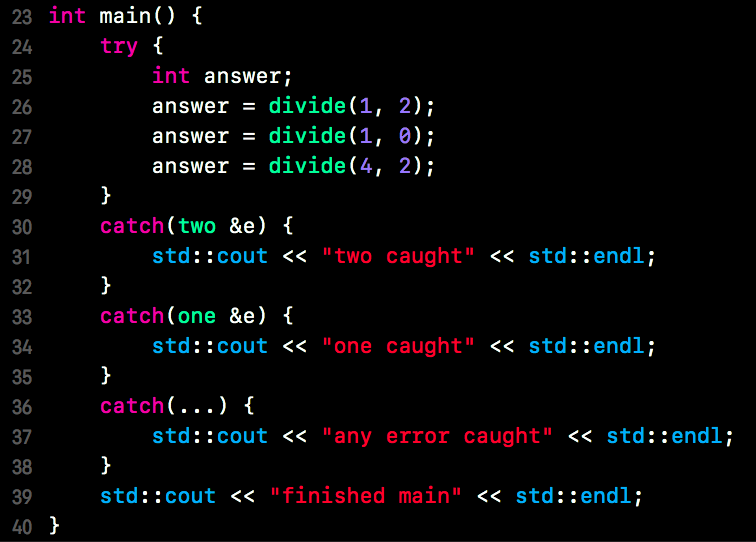 23 int main() {
24     try {
25         int answer;
26         answer = divide(1, 2);
27         answer = divide(1, 0);
28         answer = divide(4, 2);
29     }
30     catch(two &e) {
31         std::cout << "two caught" << std::endl;
32     }
33     catch(one &e) {
34         std::cout << "one caught" << std::endl;
35     }
36     catch(...) {
37         std::cout << "any error caught" << std::endl;
38     }
39     std::cout << "finished main" << std::endl;
40 }